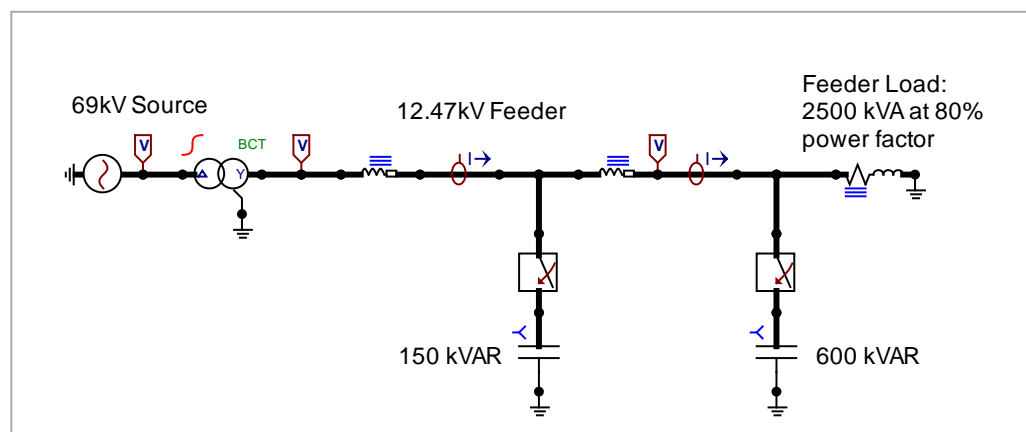 69kV Source
BCT
12.47kV Feeder
Feeder Load:
2500 kVA at 80%
power factor
V
V
I
V
I
Y
150 kVAR
600 kVAR